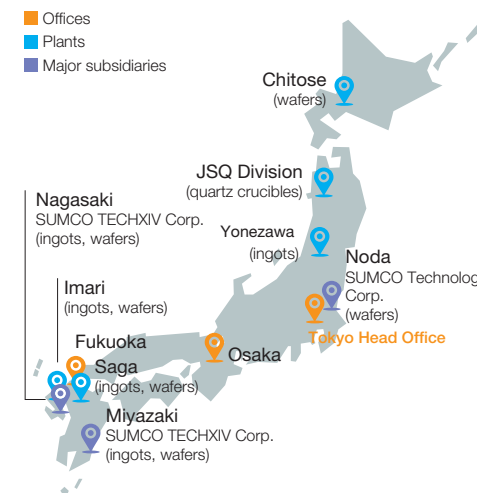 Offices
Plants
Major subsidiaries
Chitose
(wafers)
JSQ Division
(quartz crucibles)
Nagasaki
SUMCO TECHXIV Corp.
(ingots, wafers)
Yonezawa
(ingots)
Noda
SUMCO Technolog
Corp.
(wafers)
Imari
(ingots, wafers)
Tokyo Head Office
Fukuoka
Osaka
Saga
(ingots, wafers)
Miyazaki
SUMCO TECHXIV Corp.
(ingots, wafers)